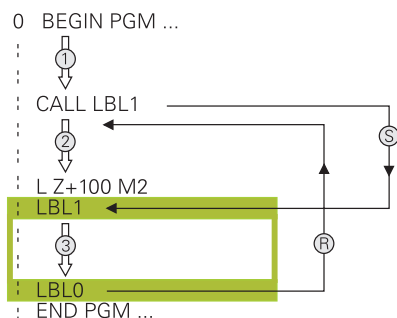 0 BEGIN PGM ...
1
CALL LBL1
S
2
L Z+100 M2
LBL1
3
R
LBL0
END PGM ...